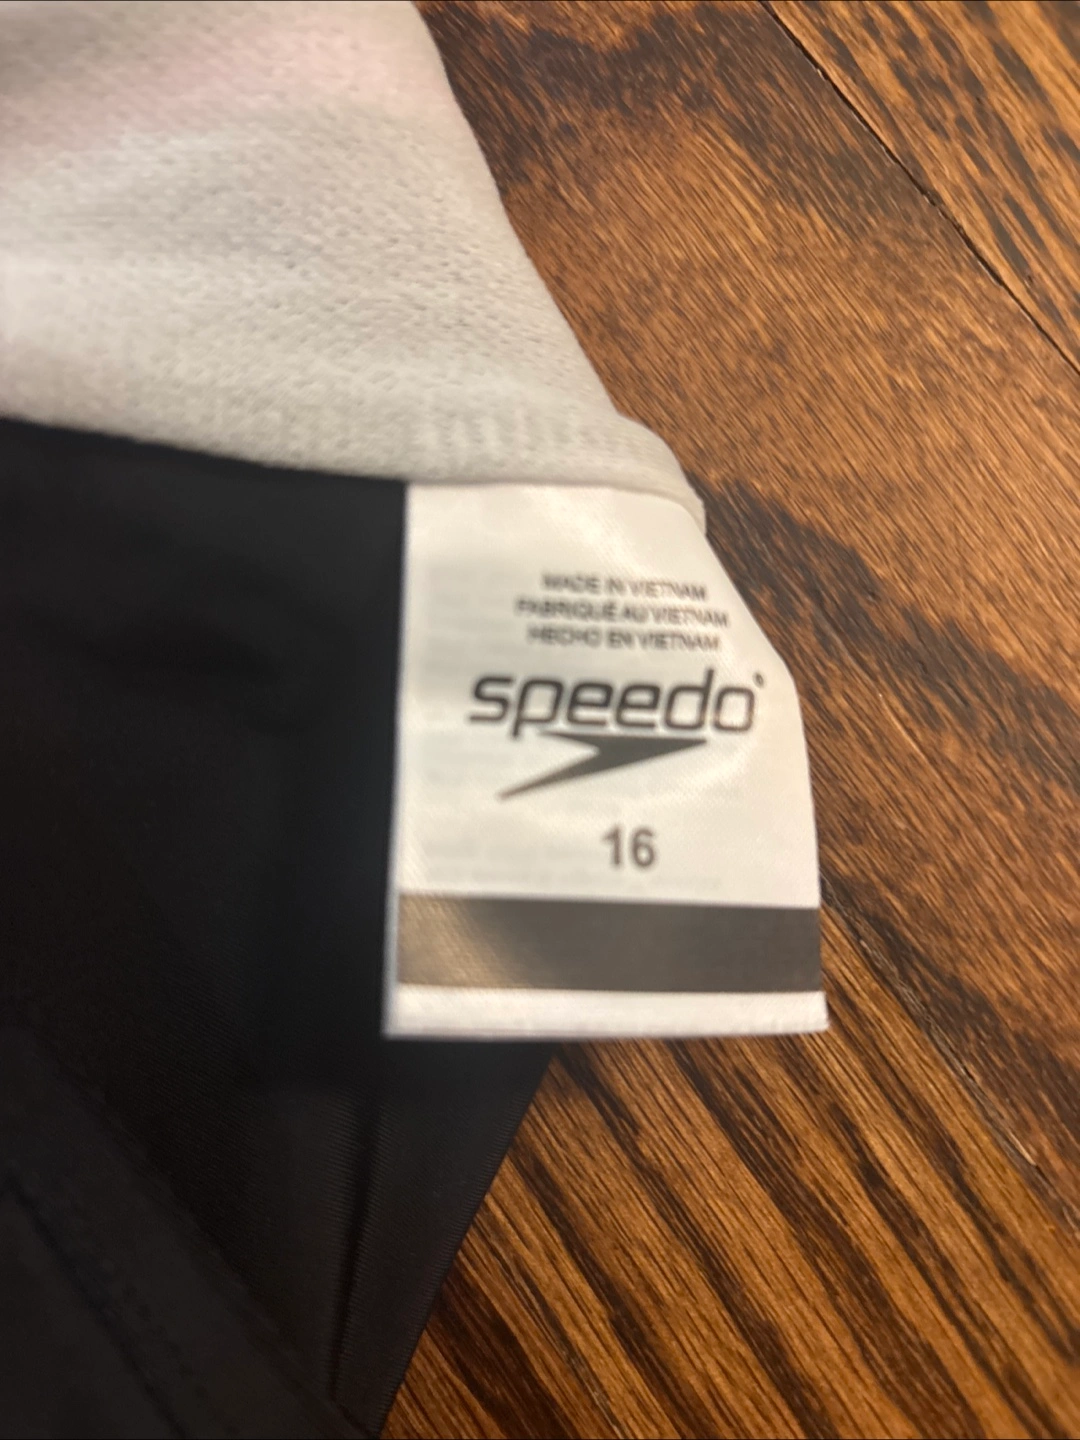 MADE IN VIETNAM
FABRIQUÉ AU VIETNAM
HECHO EN VIETNAM
speedo
16